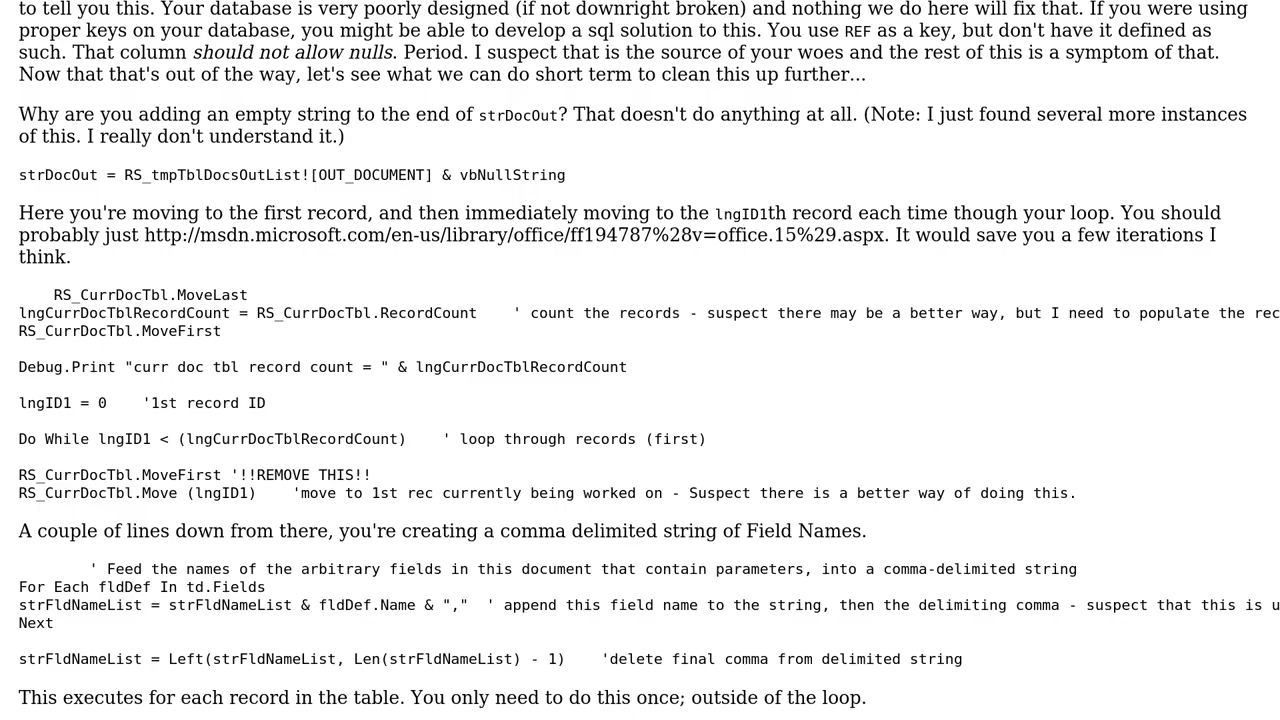 to tell you this. Your database is very poorly designed (if not downright broken) and nothing we do here will fix that. If you were using
proper keys on your database, you might be able to develop a sql solution to this. You use REF as a key, but don't have it defined as
such. That column should not allow nulls. Period. I suspect that is the source of your woes and the rest of this is a symptom of that.
Now that that's out of the way, let's see what we can do short term to clean this up further...
Why are you adding an empty string to the end of strDocOut? That doesn't do anything at all. (Note: I just found several more instances
of this. I really don't understand it.)
strDocOut = RS_tmpTblDocsOutList![OUT_DOCUMENT] & vbNullString
Here you're moving to the first record, and then immediately moving to the lngID1th record each time though your loop. You should
probably just http://msdn.microsoft.com/en-us/library/office/ff194787%28v=office.15%29.aspx. It would save you a few iterations I
think.
    RS_CurrDocTbl.MoveLast
lngCurrDocTblRecordCount = RS_CurrDocTbl.RecordCount    ' count the records - suspect there may be a better way, but I need to populate the rec
RS_CurrDocTbl.MoveFirst
Debug.Print "curr doc tbl record count = " & lngCurrDocTblRecordCount
lngID1 = 0    '1st record ID
Do While lngID1 < (lngCurrDocTblRecordCount)    ' loop through records (first)
RS_CurrDocTbl.MoveFirst '!!REMOVE THIS!!
RS_CurrDocTbl.Move (lngID1)    'move to 1st rec currently being worked on - Suspect there is a better way of doing this.
A couple of lines down from there, you're creating a comma delimited string of Field Names.
        ' Feed the names of the arbitrary fields in this document that contain parameters, into a comma-delimited string
For Each fldDef In td.Fields
strFldNameList = strFldNameList & fldDef.Name & ","  ' append this field name to the string, then the delimiting comma - suspect that this is u
Next
strFldNameList = Left(strFldNameList, Len(strFldNameList) - 1)    'delete final comma from delimited string
This executes for each record in the table. You only need to do this once; outside of the loop.